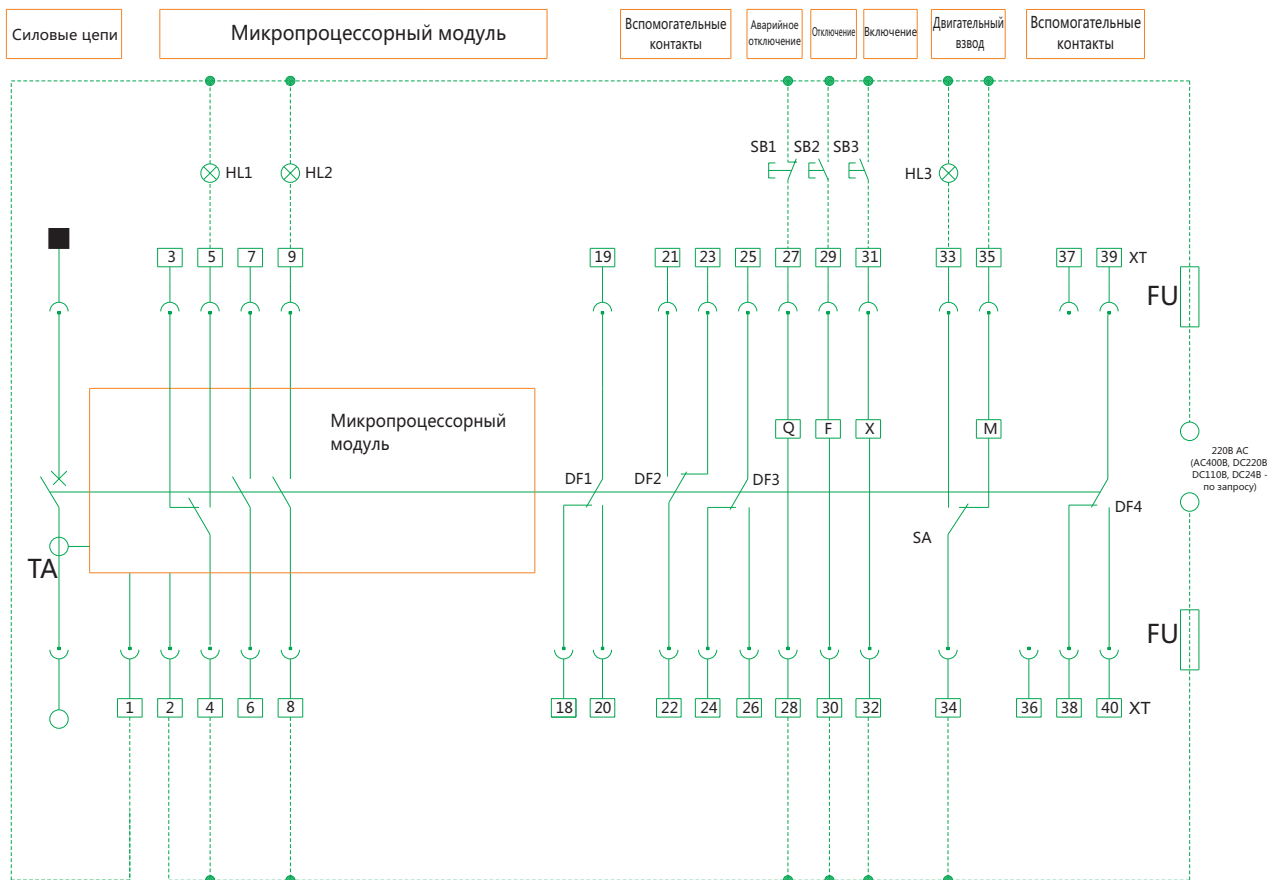 Силовые цепи
Микропроцессорный модуль
Вспомогательные
контакты
Аварийное
отключение
Отключение
Включение
Двигательный
взвод
Вспомогательные
контакты
SB1
SB2
SB3
HL1
HL2
HL3
3
5
7
9
19
21
23
25
27
29
31
33
35
37
39
XT
FU
Микропроцессорный
модуль
Q
F
X
M
220В AC
(AC400В, DC220В
DC110В, DC24В -
по запросу)
DF1
DF2
DF3
DF4
SA
TA
FU
1
2
4
6
8
18
20
22
24
26
28
30
32
34
36
38
40
XT